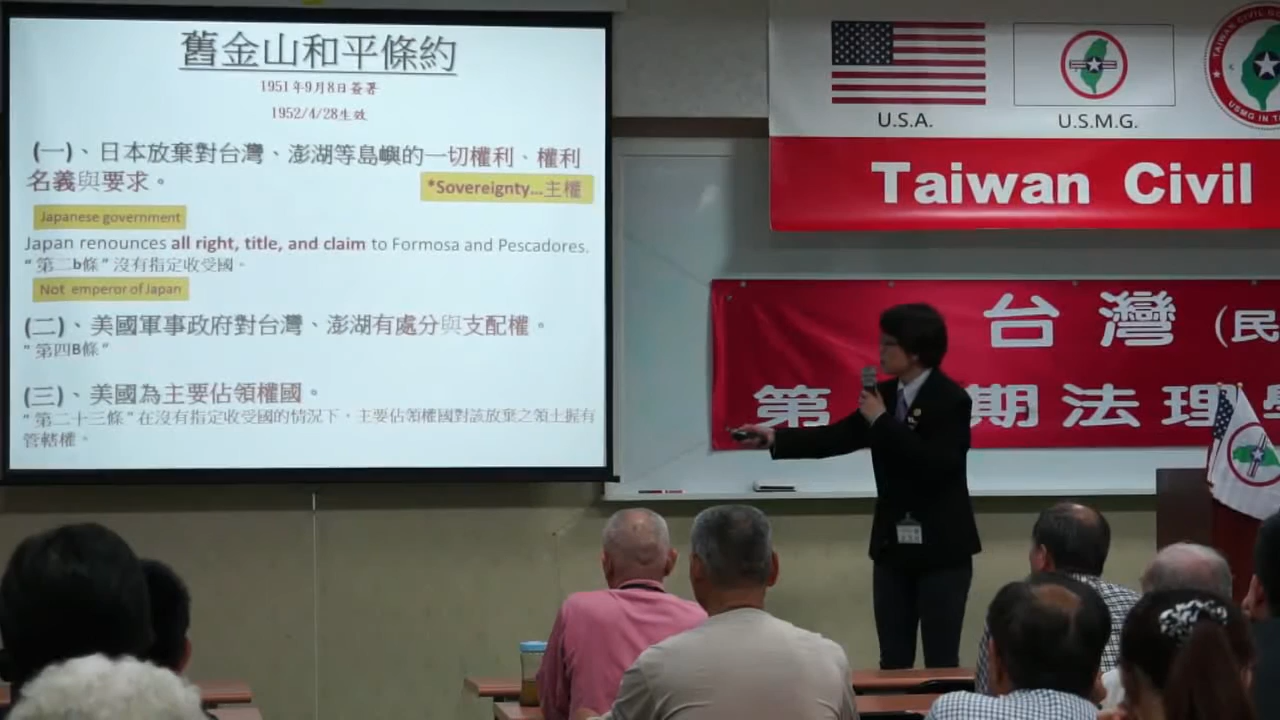 舊金山和平條約
1951年9月8日簽署
1952/4/28生效
(一)、日本放棄對台灣、澎湖等島嶼的一切權利、權利
名義與要求。
*Sovereignty...主權
Japanese government
Japan renounces all right, title, and claim to Formosa and Pescadores.
“第二b條”沒有指定收受國。
Not emperor of Japan
(二)、美國軍事政府對台灣、澎湖有處分與支配權。
“第四B條”
(三)、美國為主要佔領權國。
“第二十三條”在沒有指定收受國的情況下，主要佔領權國對該放棄之領土握有
管轄權。
U.S.A.
U.S.M.G.
TAIWAN CIVIL
USMG IN
Taiwan Civil
台灣(民
第 期法理